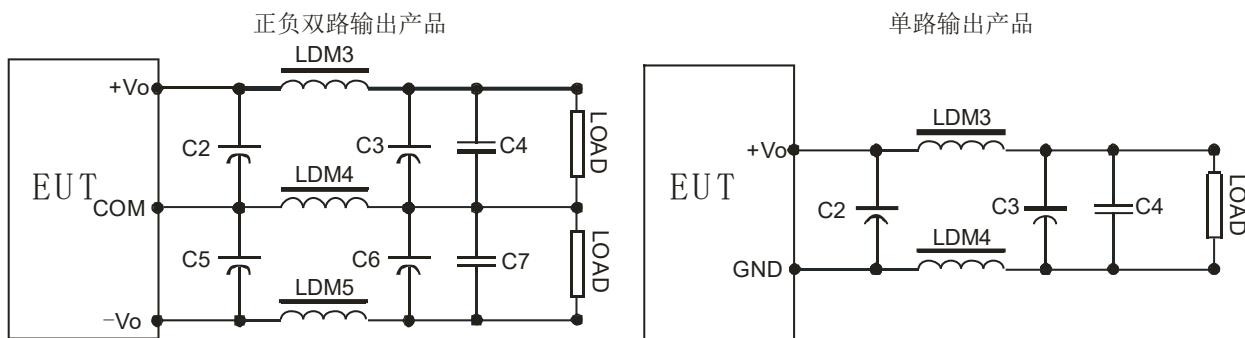 正负双路输出产品
LDM3
+Vo
C2
C3
C4
LOAD
EUT
LDM4
COM
C5
C6
C7
LOAD
LDM5
−Vo
单路输出产品
LDM3
+Vo
EUT
C2
C3
C4
LOAD
LDM4
GND